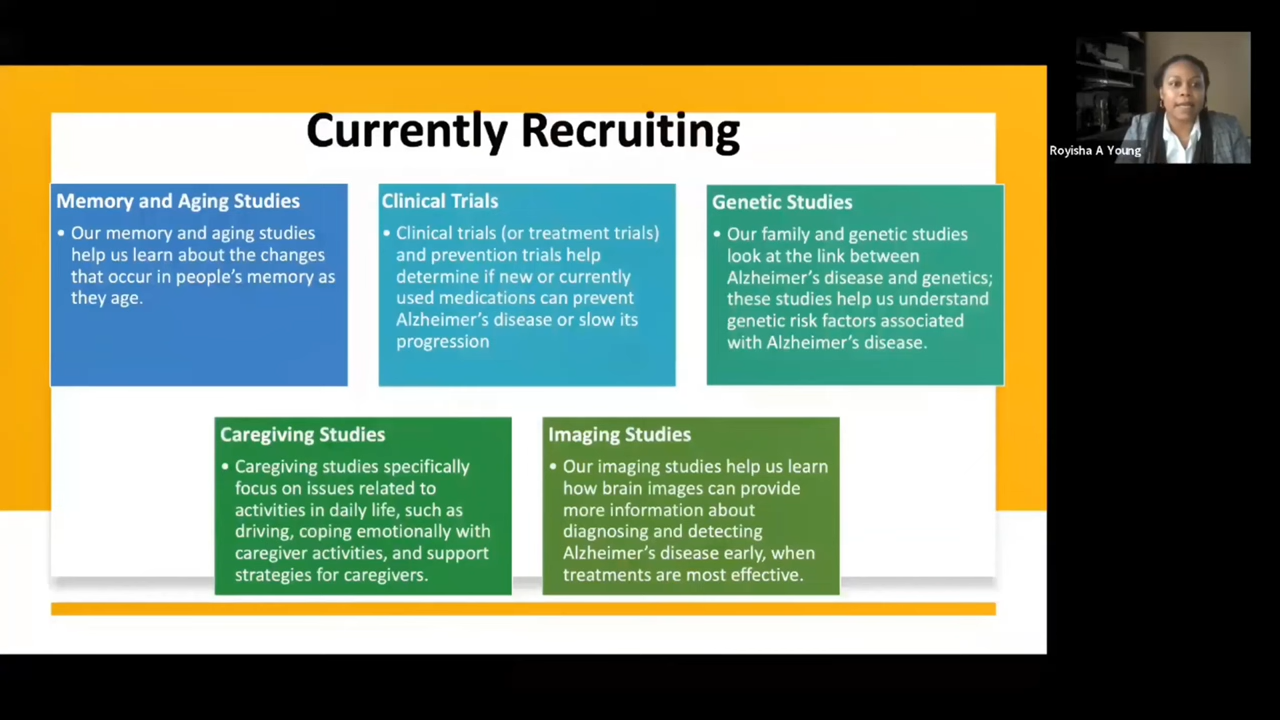 Currently Recruiting
Royisha A Young
Memory and Aging Studies
• Our memory and aging studies
help us learn about the changes
that occur in people's memory as
they age.
Clinical Trials
• Clinical trials (or treatment trials)
and prevention trials help
determine if new or currently
used medications can prevent
Alzheimer's disease or slow its
progression
Genetic Studies
• Our family and genetic studies
look at the link between
Alzheimer's disease and genetics;
these studies help us understand
genetic risk factors associated
with Alzheimer's disease.
Caregiving Studies
• Caregiving studies specifically
focus on issues related to
activities in daily life, such as
driving, coping emotionally with
caregiver activities, and support
strategies for caregivers.
Imaging Studies
• Our imaging studies help us learn
how brain images can provide
more information about
diagnosing and detecting
Alzheimer's disease early, when
treatments are most effective.